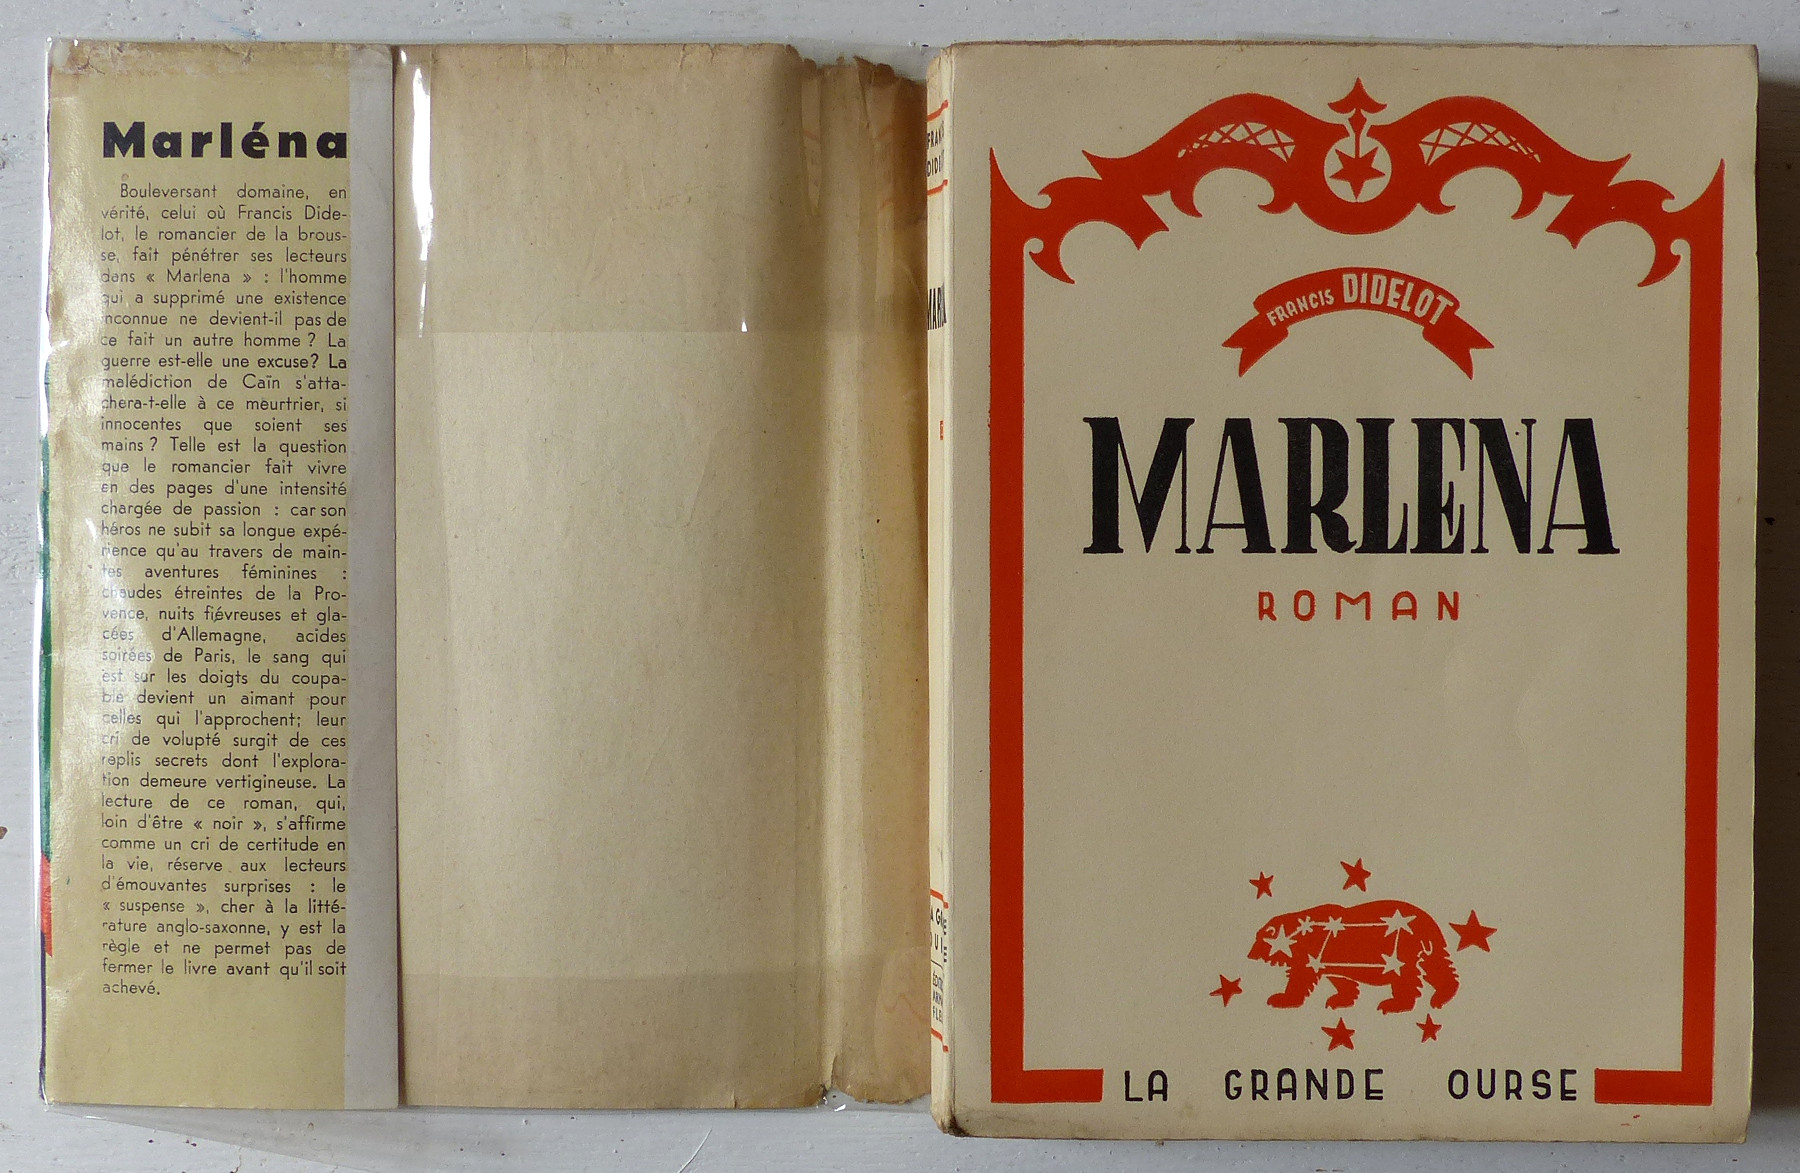 Marléna
Bouleversant domaine, en
vérité, celui où Francis Dide-
lot, le romancier de la brous-
se, fait pénétrer ses lecteurs
dans « Marlena » : l'homme
qui a supprimé une existence
inconnue ne devient-il pas de
ce fait un autre homme ? La
guerre est-elle une excuse? La
malédiction de Caïn s'atta-
chera-t-elle à ce meurtrier, si
innocentes que soient ses
mains ? Telle est la question
que le romancier fait vivre
en des pages d'une intensité
chargée de passion : car son
héros ne subit sa longue expé-
rience qu'au travers de main-
tes aventures féminines :
chaudes étreintes de la Pro-
vence, nuits fiévreuses et gla-
cées d'Allemagne, acides
soirées de Paris, le sang qui
est sur les doigts du coupa-
ble devient un aimant pour
celles qui l'approchent; leur
cri de volupté surgit de ces
replis secrets dont l'explora-
tion demeure vertigineuse. La
lecture de ce roman, qui,
loin d'être « noir », s'affirme
comme un cri de certitude en
la vie, réserve aux lecteurs
d'émouvantes surprises : le
« suspense », cher à la litté-
rature anglo-saxonne, y est la
règle et ne permet pas de
fermer le livre avant qu'il soit
achevé.
FRANCIS DIDELOT
MARLENA
ROMAN
LA GRANDE OURSE